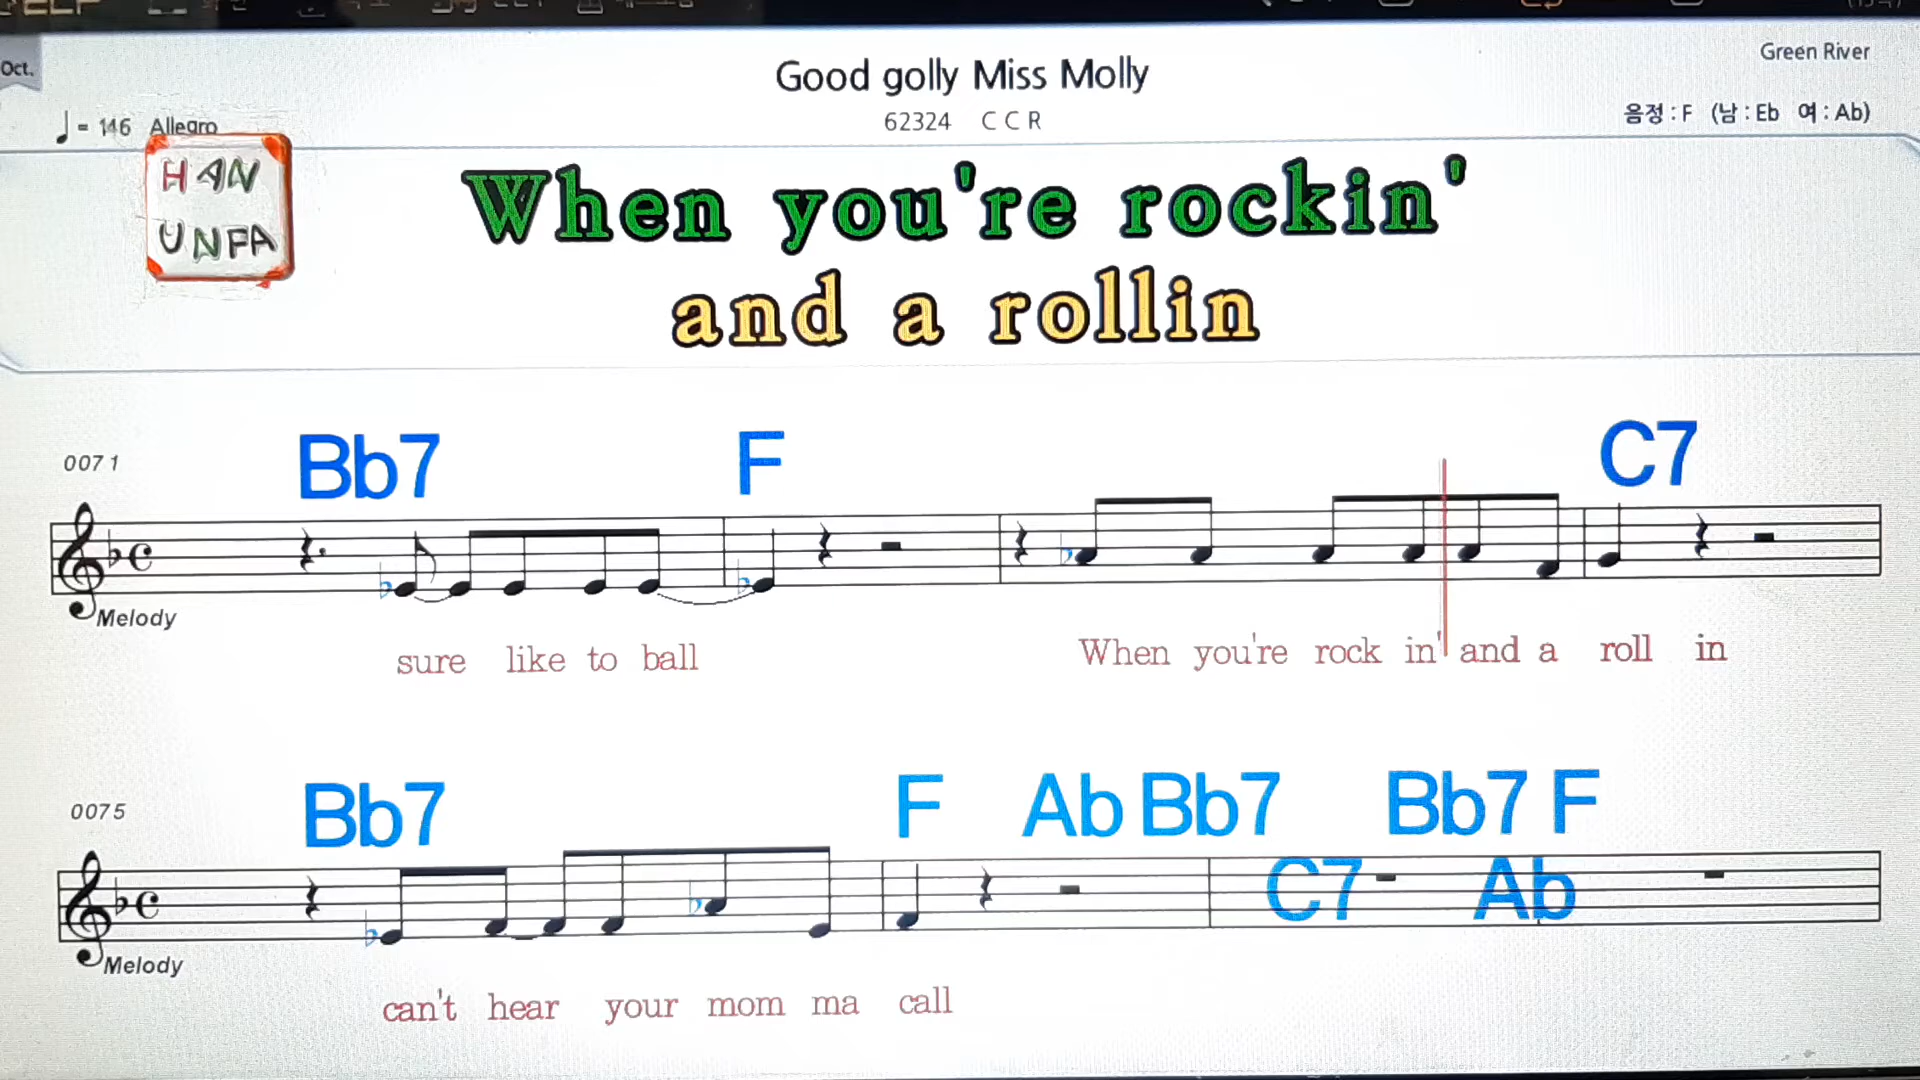 Oct.
Good golly Miss Molly
Green River
= 146 Allegro
62324 C C R
음정 : F (남 : Eb 여 : Ab)
HAN
UNFA
When you're rockin'
and a rollin
0071
Bb7 F C7
Melody
sure like to ball When you're rock in' and a roll in
0075
Bb7 F Ab Bb7 Bb7 F
C7 Ab
Melody
can't hear your mom ma call